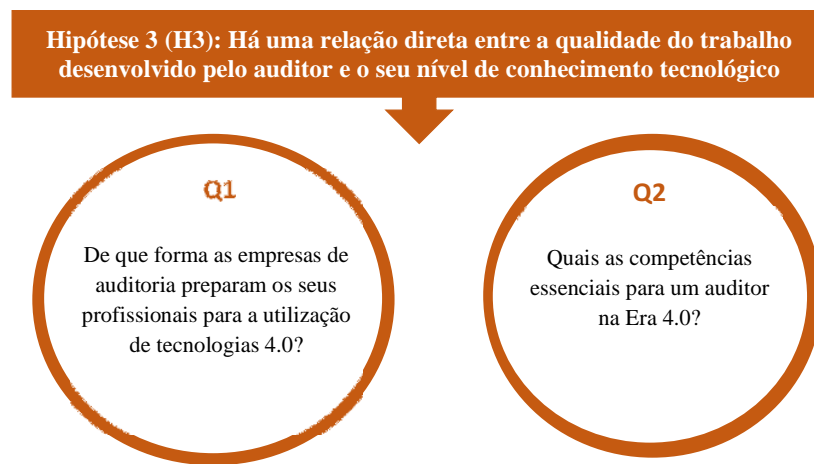 Hipótese 3 (H3): Há uma relação direta entre a qualidade do trabalho
desenvolvido pelo auditor e o seu nível de conhecimento tecnológico
Q1
De que forma as empresas de
auditoria preparam os seus
profissionais para a utilização
de tecnologias 4.0?
Q2
Quais as competências
essenciais para um auditor
na Era 4.0?